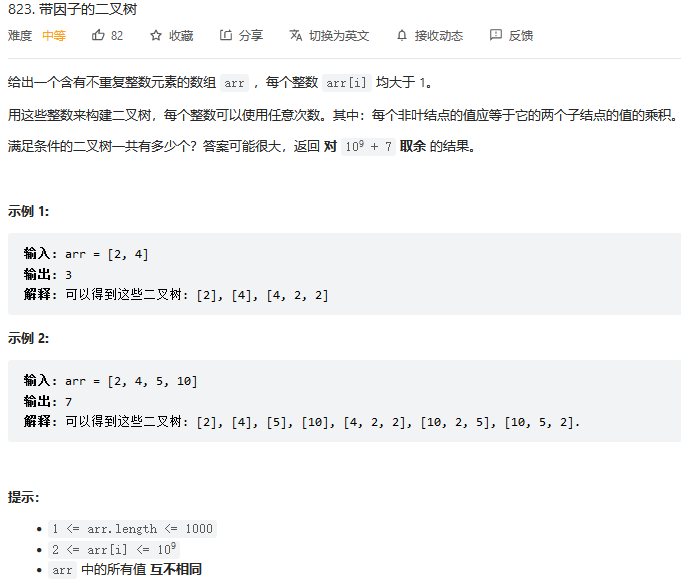 823. 带因子的二叉树
难度 中等 82 收藏 分享 切换为英文 接收动态 反馈
给出一个含有不重复整数元素的数组 arr ，每个整数 arr[i] 均大于 1。
用这些整数来构建二叉树，每个整数可以使用任意次数。其中：每个非叶结点的值应等于它的两个子结点的值的乘积。
满足条件的二叉树一共有多少个？答案可能很大，返回 对 10⁹ + 7 取余 的结果。
示例 1:
输入: arr = [2, 4]
输出: 3
解释: 可以得到这些二叉树: [2], [4], [4, 2, 2]
示例 2:
输入: arr = [2, 4, 5, 10]
输出: 7
解释: 可以得到这些二叉树: [2], [4], [5], [10], [4, 2, 2], [10, 2, 5], [10, 5, 2].
提示：
• 1 <= arr.length <= 1000
• 2 <= arr[i] <= 10⁹
• arr 中的所有值 互不相同